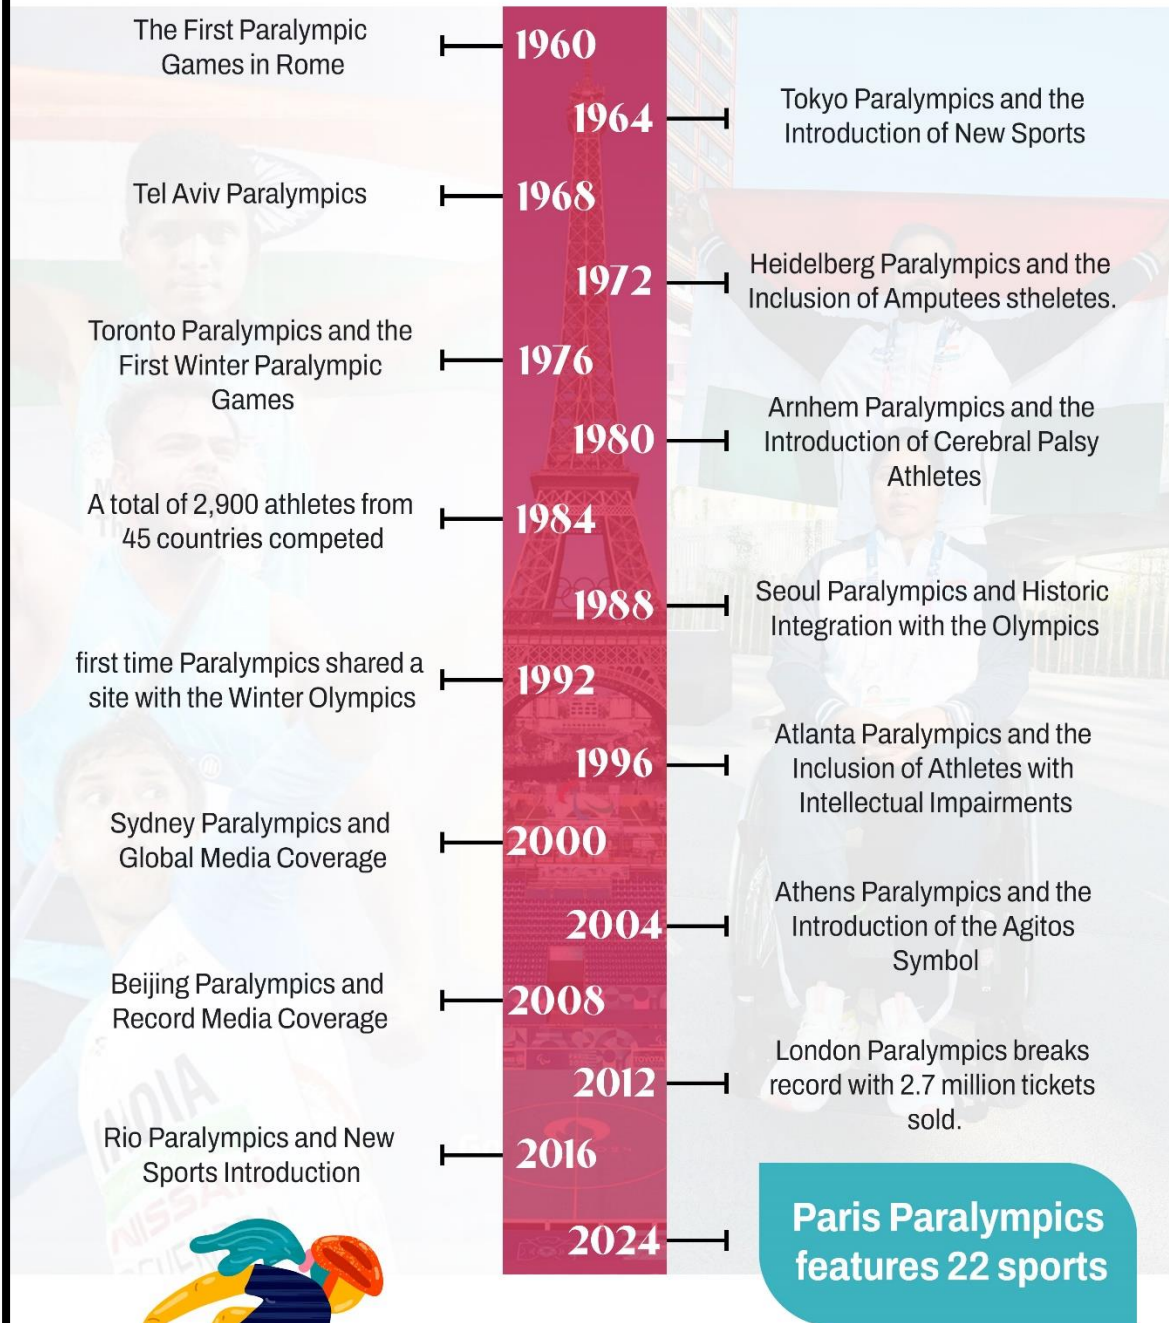 The First Paralympic
Games in Rome
1960
1964
Tokyo Paralympics and the
Introduction of New Sports
Tel Aviv Paralympics
1968
1972
Heidelberg Paralympics and the
Inclusion of Amputees stheletes.
Toronto Paralympics and the
First Winter Paralympic
Games
1976
1980
Arnhem Paralympics and the
Introduction of Cerebral Palsy
Athletes
A total of 2,900 athletes from
45 countries competed
1984
1988
Seoul Paralympics and Historic
Integration with the Olympics
first time Paralympics shared a
site with the Winter Olympics
1992
1996
Atlanta Paralympics and the
Inclusion of Athletes with
Intellectual Impairments
Sydney Paralympics and
Global Media Coverage
2000
2004
Athens Paralympics and the
Introduction of the Agitos
Symbol
Beijing Paralympics and
Record Media Coverage
2008
TOYOTA
2012
London Paralympics breaks
record with 2.7 million tickets
sold.
INDIA
Rio Paralympics and New
Sports Introduction
2016
2024
Paris Paralympics
features 22 sports